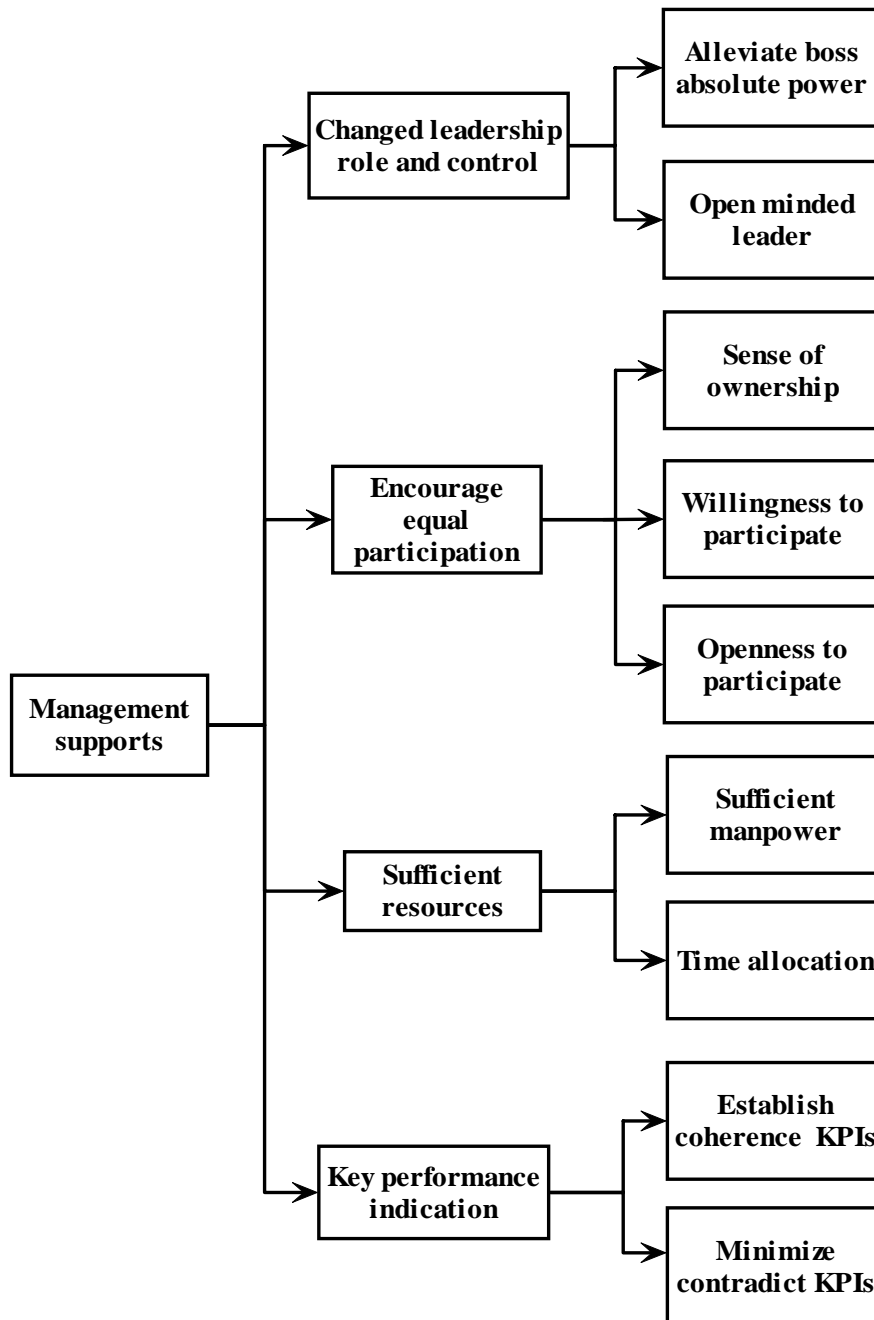 Alleviate boss
absolute power
Changed leadership
role and control
Open minded
leader
Sense of
ownership
Encourage
equal
participation
Willingness to
participate
Openness to
participate
Management
supports
Sufficient
manpower
Sufficient
resources
Time allocation
Establish
coherence KPIs
Key performance
indication
Minimize
contradict KPIs